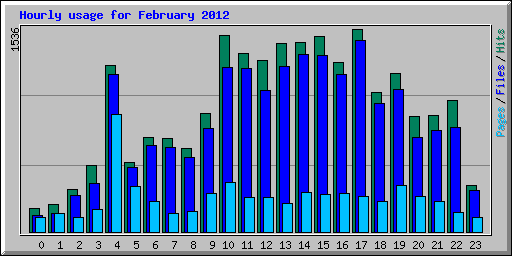 Hourly usage for February 2012
1536
Pages / Files / Hits
0 1 2 3 4 5 6 7 8 9 10 11 12 13 14 15 16 17 18 19 20 21 22 23